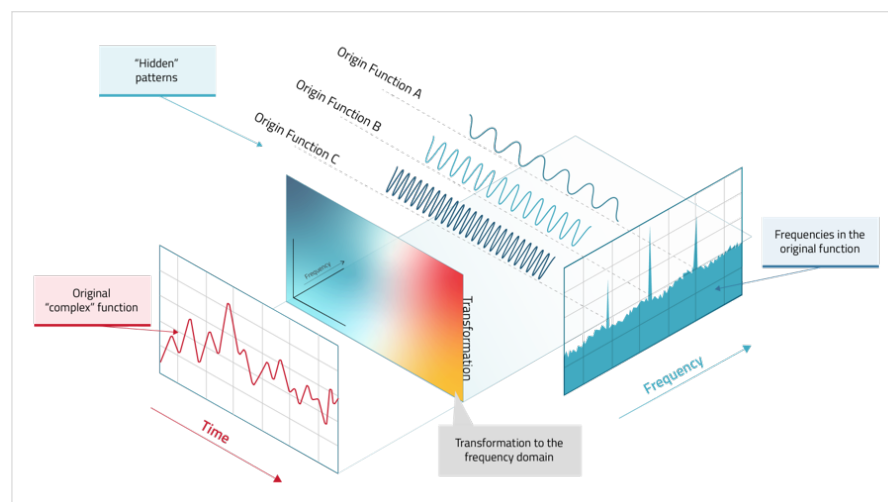 “Hidden”
patterns
Origin Function A
Origin Function B
Origin Function C
Frequency
Transformation
Original
“complex” function
Time
Transformation to the
frequency domain
Frequencies in the
original function
Frequency